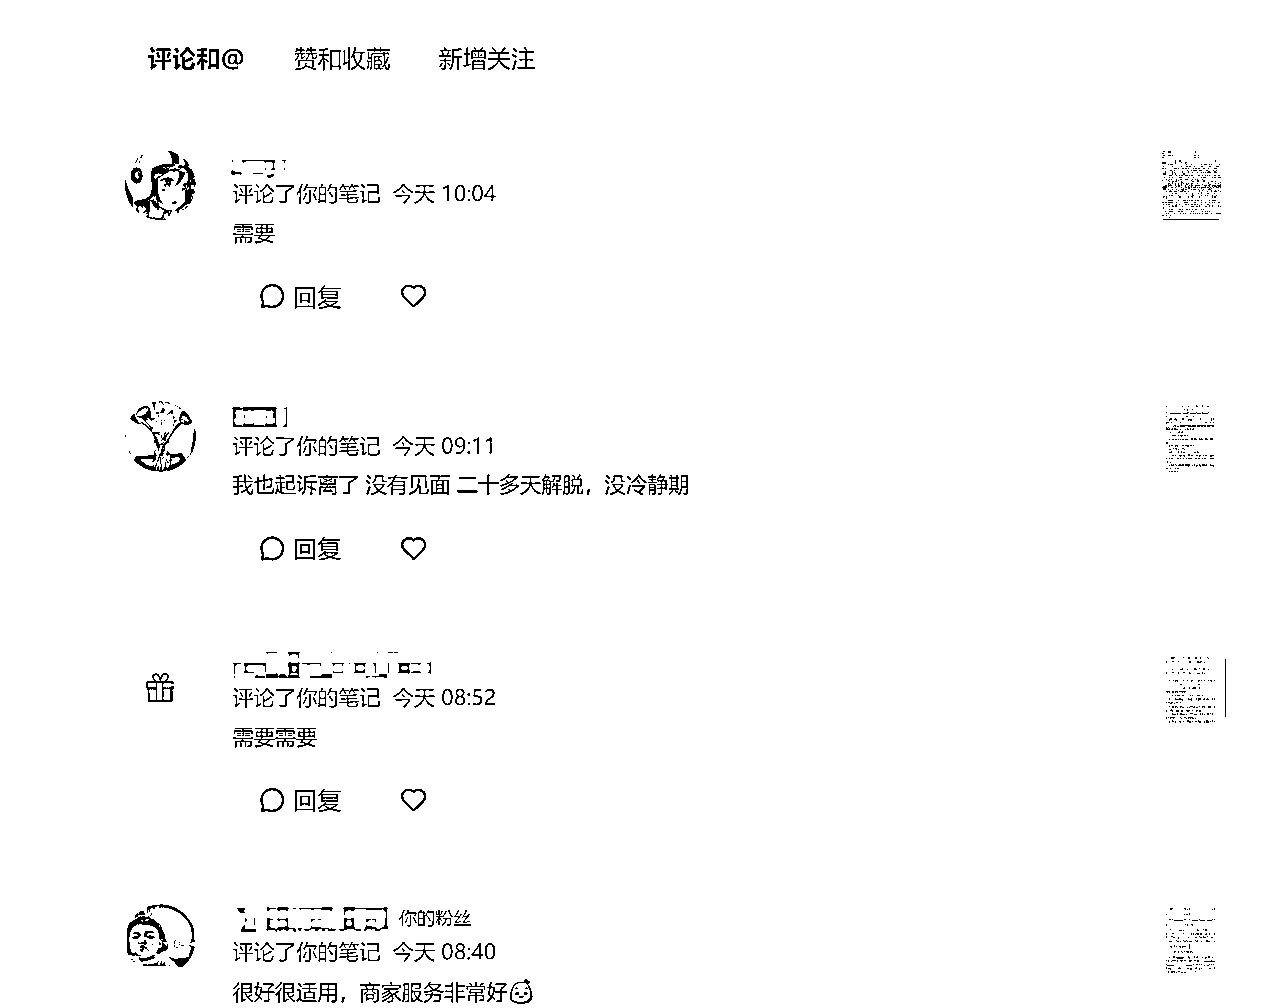 评论和@ 赞和收藏 新增关注
评论了你的笔记 今天 10:04
需要
回复
评论了你的笔记 今天 09:11
我也起诉离了 没有见面 二十多天解脱，没冷静期
回复
评论了你的笔记 今天 08:52
需要需要
回复
你的粉丝
评论了你的笔记 今天 08:40
很好很适用，商家服务非常好